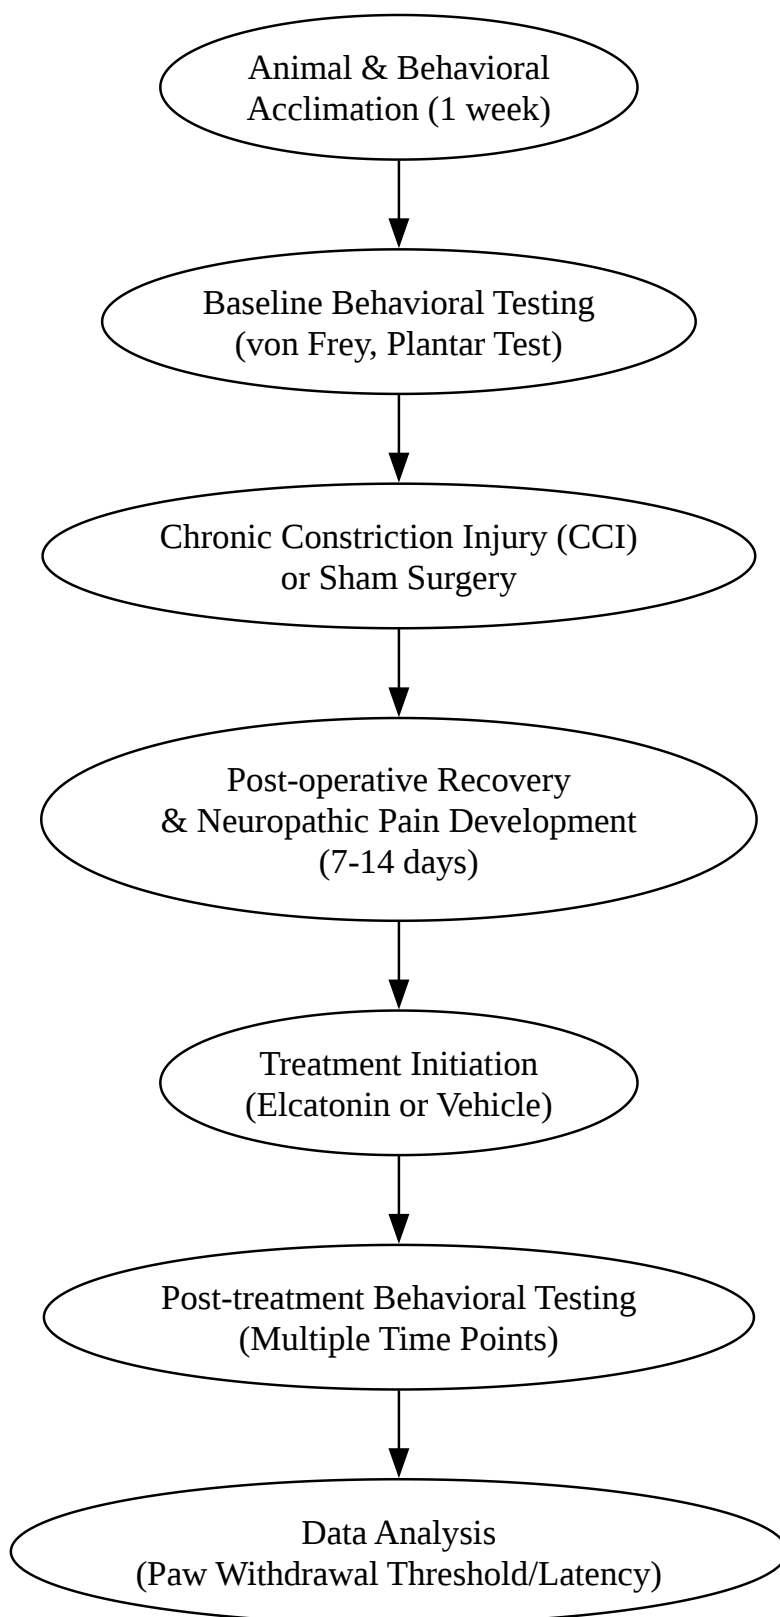 Animal & Behavioral
Acclimation (1 week)
Baseline Behavioral Testing
(von Frey, Plantar Test)
Chronic Constriction Injury (CCI)
or Sham Surgery
Post-operative Recovery
& Neuropathic Pain Development
(7-14 days)
Treatment Initiation
(Elcatonin or Vehicle)
Post-treatment Behavioral Testing
(Multiple Time Points)
Data Analysis
(Paw Withdrawal Threshold/Latency)